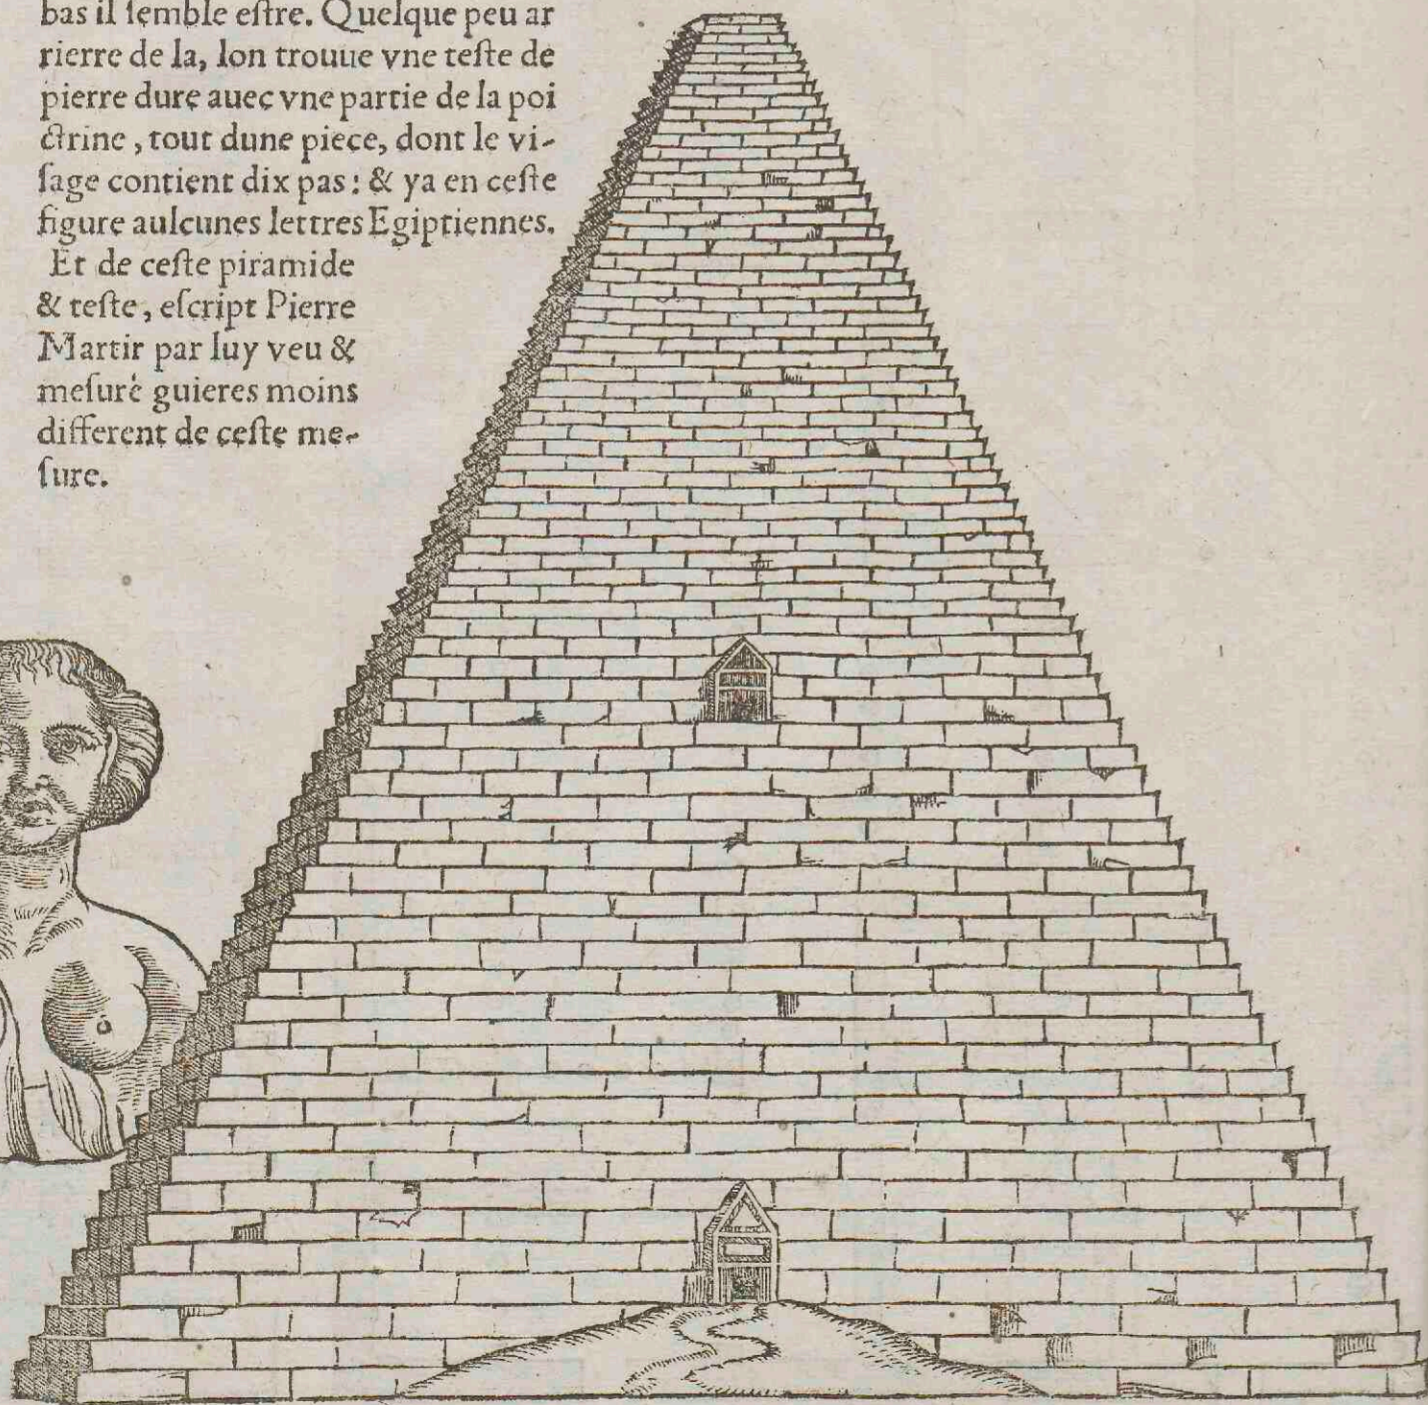 bas il ſemble eſtre. Quelque peu ar
rierre de la, lon trouue vne teſte de
pierre dure auec vne partie de la poi
ctrine, tout dune piece, dont le vi-
ſage contient dix pas: & ya en ceſte
figure aulcunes lettres Egiptiennes.
Et de ceſte piramide
& teſte, eſcript Pierre
Martir par luy veu &
meſuré guieres moins
different de ceſte me-
ſure.